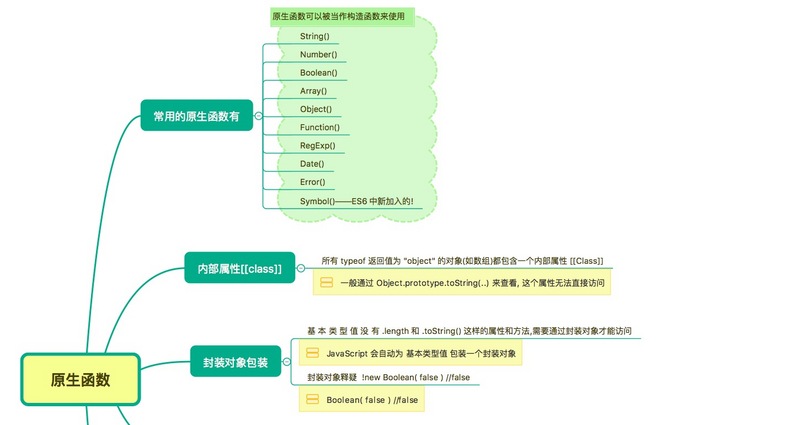 原生函数可以被当作构造函数来使用
String()
Number()
Boolean()
Array()
Object()
Function()
RegExp()
Date()
Error()
Symbol()——ES6 中新加入的!
常用的原生函数有
内部属性[[class]]
所有 typeof 返回值为 "object" 的对象(如数组)都包含一个内部属性 [[Class]]
一般通过 Object.prototype.toString(..) 来查看, 这个属性无法直接访问
封装对象包装
基 本 类 型 值 没 有 .length 和 .toString() 这样的属性和方法,需要通过封装对象才能访问
JavaScript 会自动为 基本类型值 包装一个封装对象
封装对象释疑 !new Boolean( false ) //false
Boolean( false ) //false
原生函数